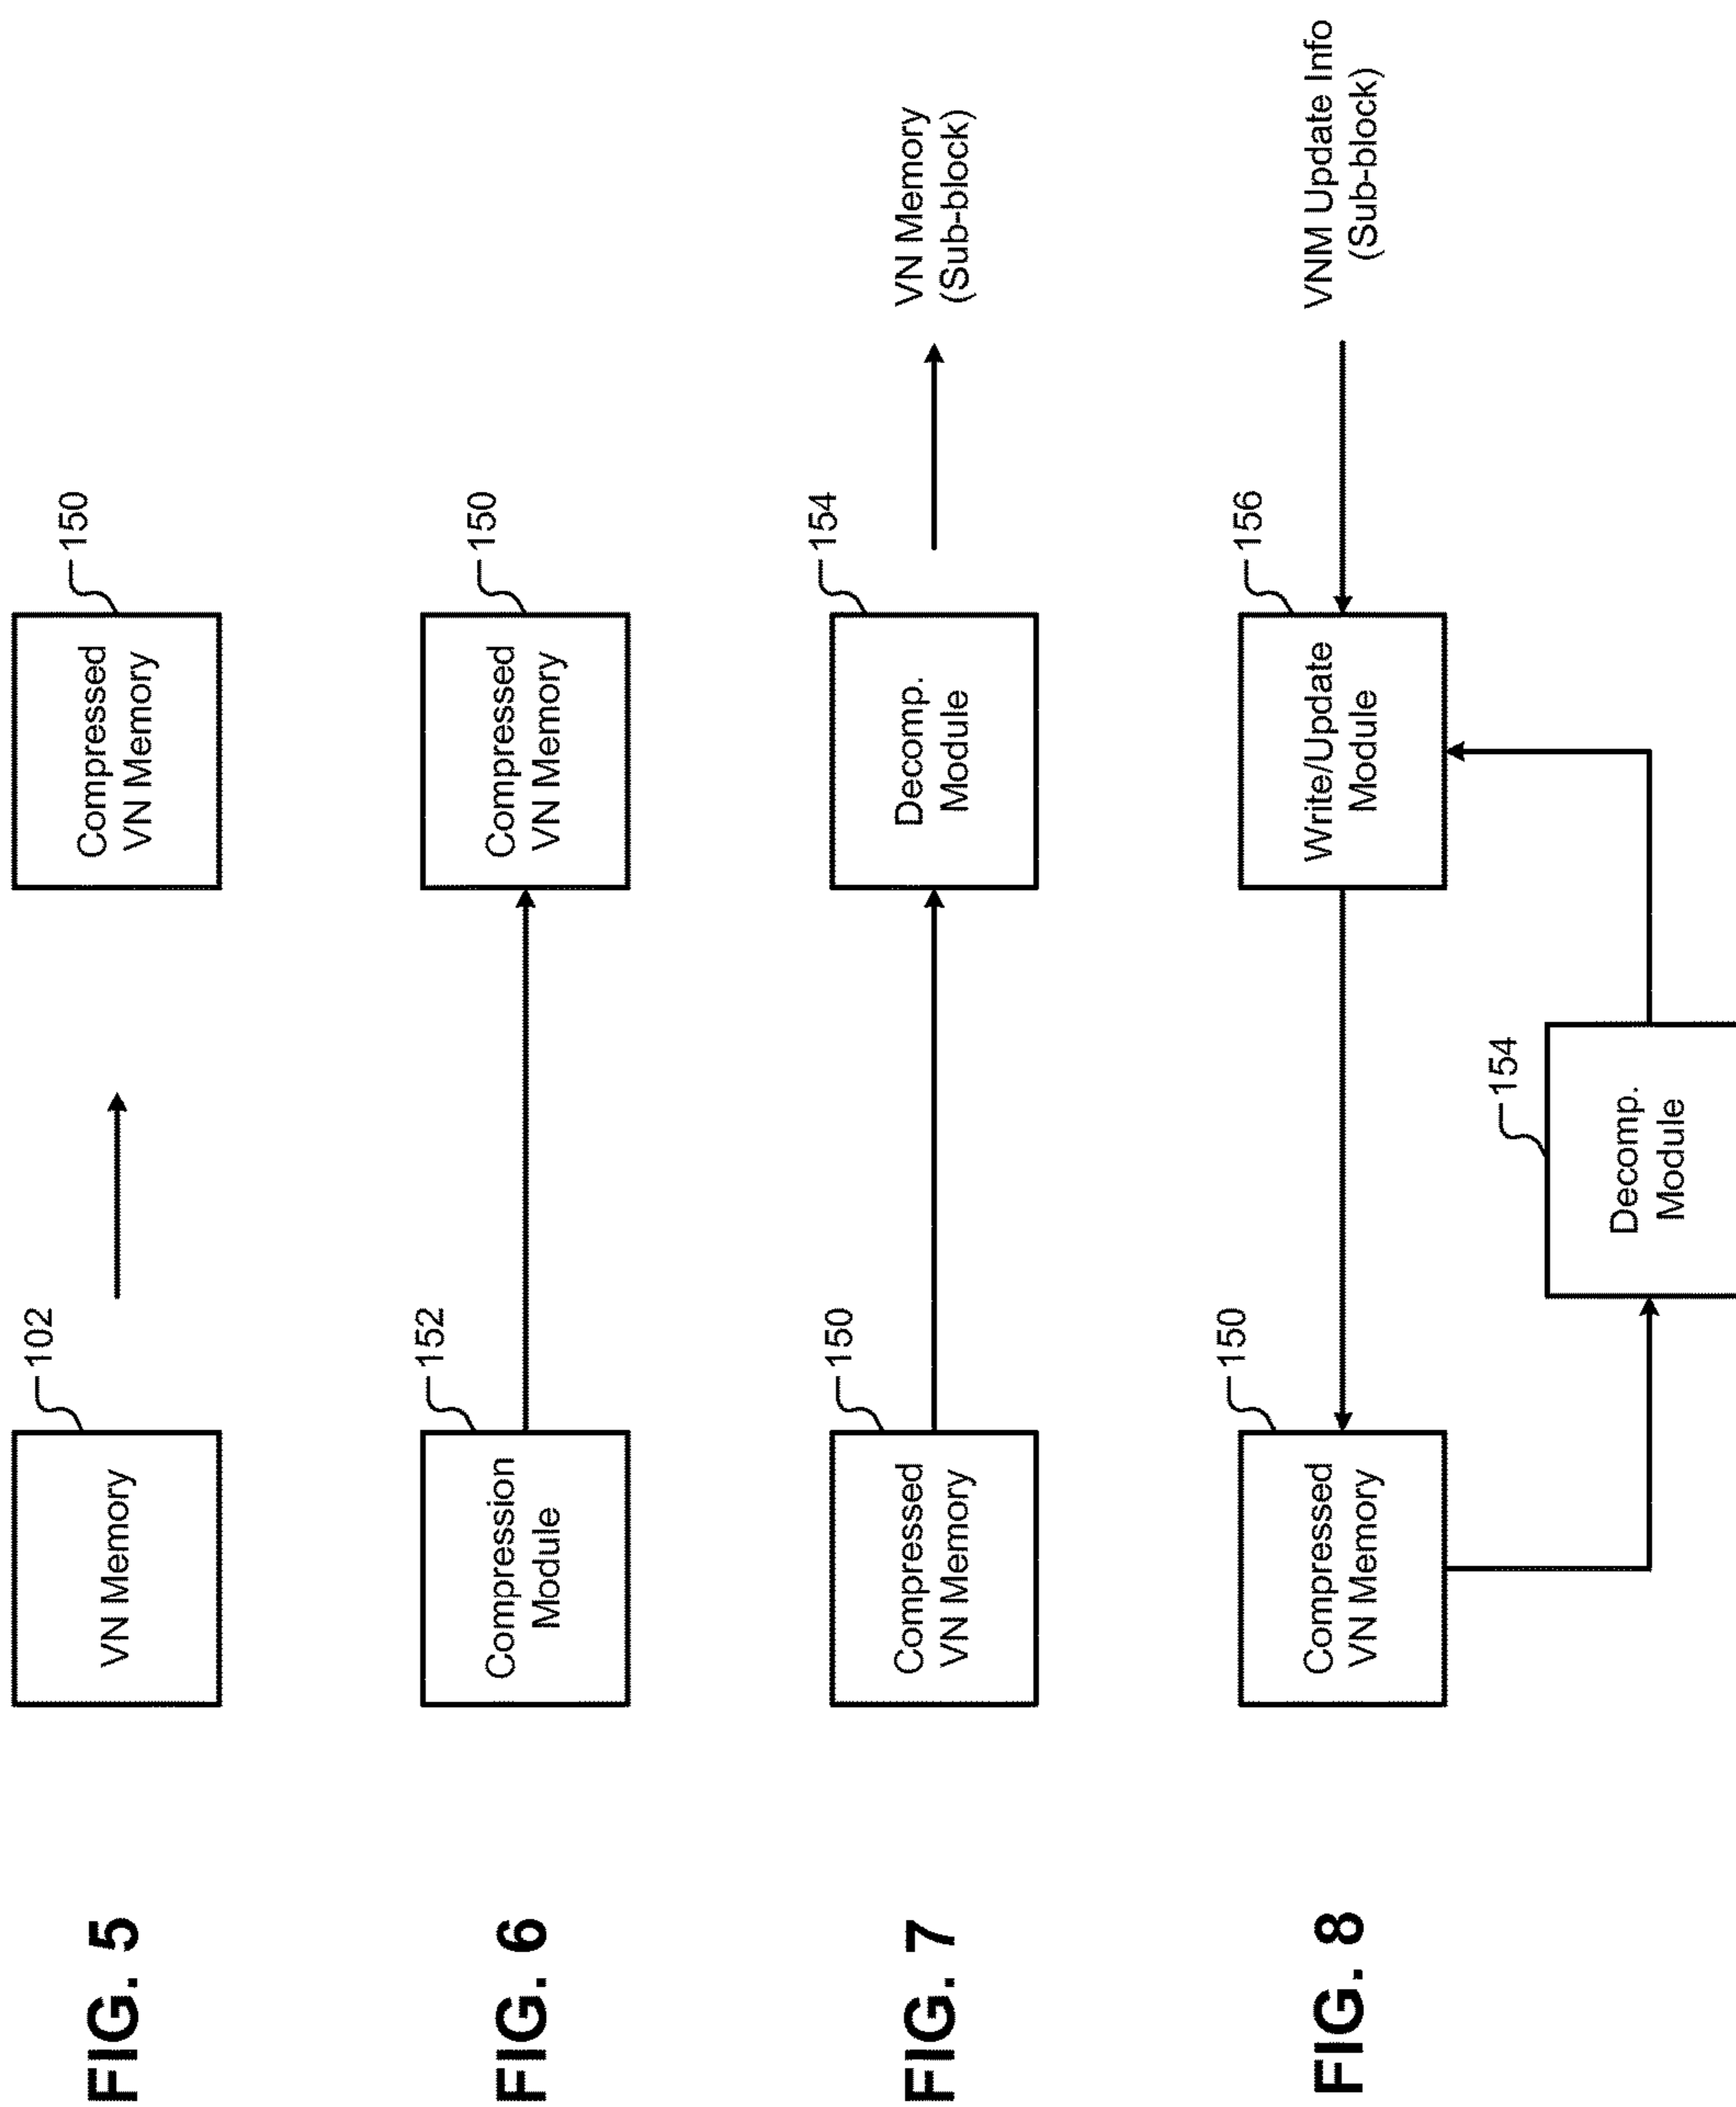 FIG. 5
VN Memory
102
Compressed
VN Memory
150
FIG. 6
Compression
Module
152
Compressed
VN Memory
150
FIG. 7
Compressed
VN Memory
150
Decomp.
Module
154
VN Memory
(Sub-block)
FIG. 8
Compressed
VN Memory
150
Write/Update
Module
156
VNM Update Info
(Sub-block)
Decomp.
Module
154